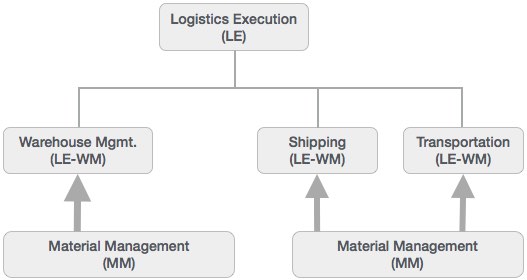 Logistics Execution
(LE)
Warehouse Mgmt.
(LE-WM)
Shipping
(LE-WM)
Transportation
(LE-WM)
Material Management
(MM)
Material Management
(MM)